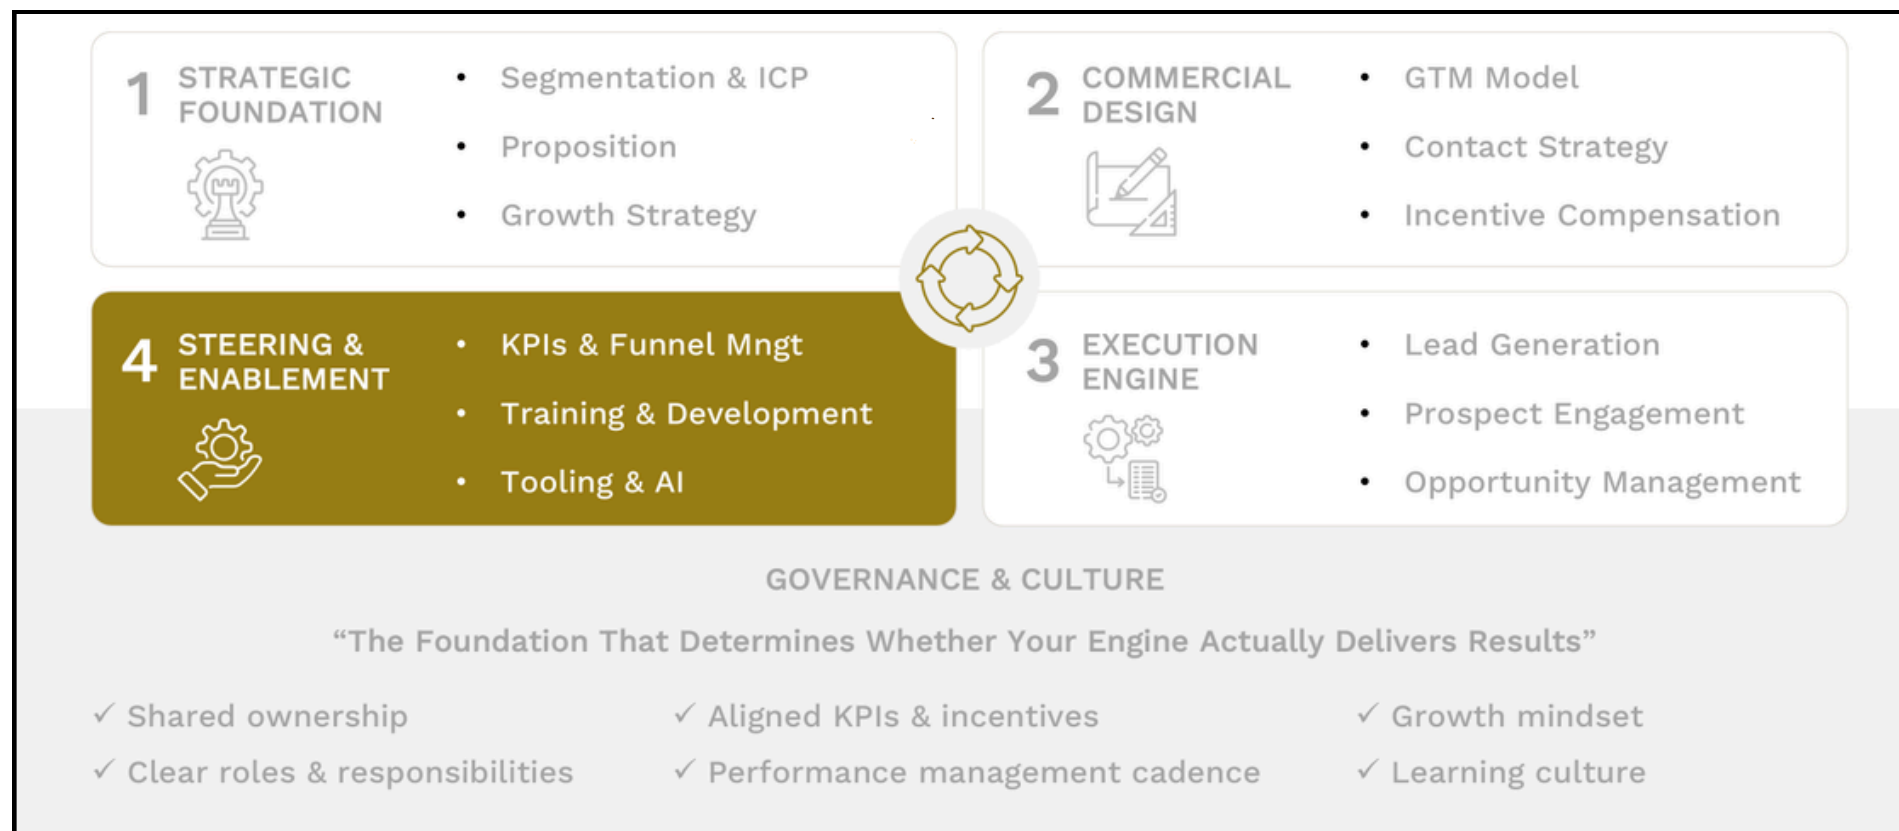 1 STRATEGIC
FOUNDATION
• Segmentation & ICP
• Proposition
• Growth Strategy
2 COMMERCIAL
DESIGN
• GTM Model
• Contact Strategy
• Incentive Compensation
4 STEERING &
ENABLEMENT
• KPIs & Funnel Mngt
• Training & Development
• Tooling & AI
3 EXECUTION
ENGINE
• Lead Generation
• Prospect Engagement
• Opportunity Management
GOVERNANCE & CULTURE
“The Foundation That Determines Whether Your Engine Actually Delivers Results”
✓ Shared ownership
✓ Aligned KPIs & incentives
✓ Growth mindset
✓ Clear roles & responsibilities
✓ Performance management cadence
✓ Learning culture